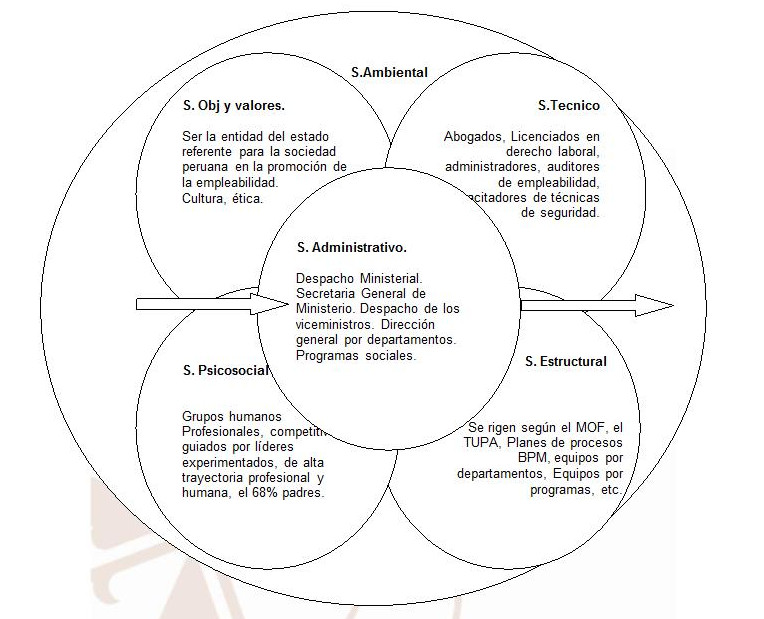 S.Ambiental
S. Obj y valores.
Ser la entidad del estado
referente para la sociedad
peruana en la promoción de
la empleabilidad.
Cultura, ética.
S.Tecnico
Abogados, Licenciados en
derecho laboral,
administradores, auditores
de empleabilidad,
de técnicas
de seguridad.
S. Administrativo.
Despacho Ministerial.
Secretaria General de
Ministerio. Despacho de los
viceministros. Dirección
general por departamentos.
Programas sociales.
S. Psicosocial
Grupos humanos
Profesionales,
guiados por líderes
experimentados, de alta
trayectoria profesional y
humana, el 68% padres.
S. Estructural
Se rigen según el MOF, el
TUPA, Planes de procesos
BPM, equipos por
departamentos, Equipos por
programas, etc.